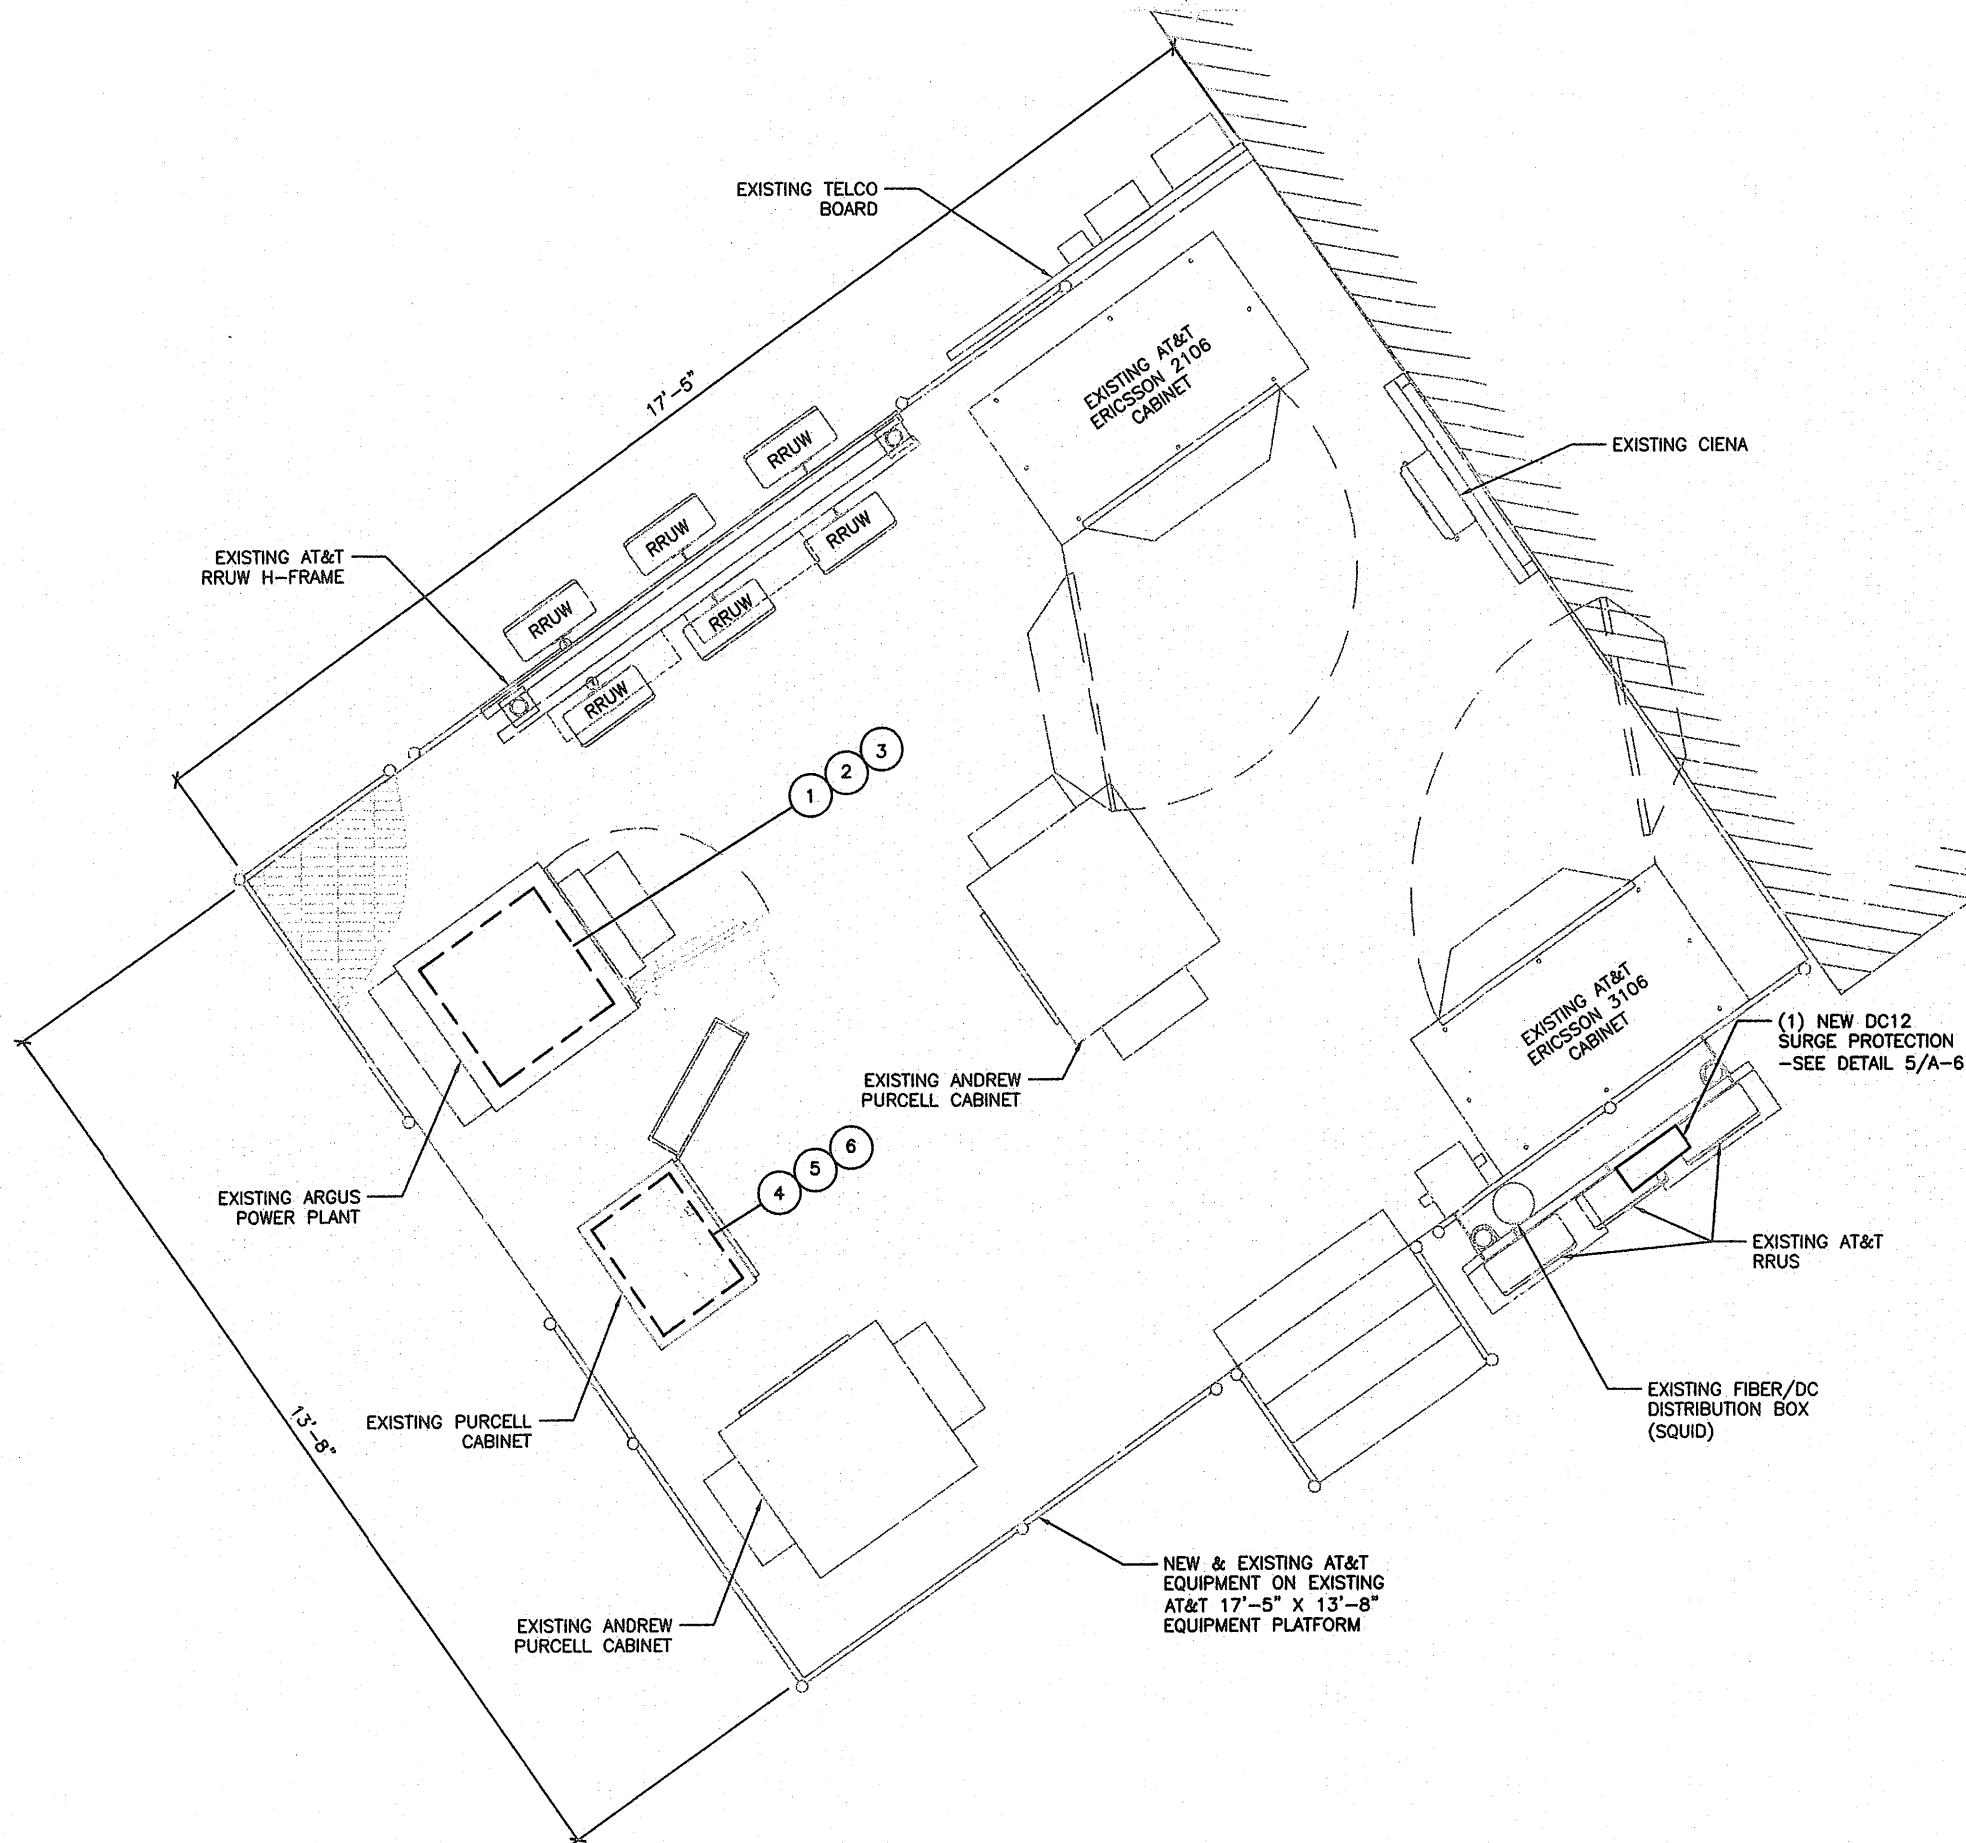 EXISTING TELCO
BOARD
17'-5"
EXISTING AT&T
ERICSSON 2106
CABINET
EXISTING CIENA
RRUW
RRUW
RRUW
RRUW
RRUW
RRUW
EXISTING AT&T
RRUW H-FRAME
1
2
3
EXISTING AT&T
ERICSSON 3106
CABINET
(1) NEW DC12
SURGE PROTECTION
-SEE DETAIL 5/A-6
EXISTING ANDREW
PURCELL CABINET
4
5
6
EXISTING ARGUS
POWER PLANT
EXISTING AT&T
RRUS
EXISTING FIBER/DC
DISTRIBUTION BOX
(SQUID)
EXISTING PURCELL
CABINET
13'-8"
NEW & EXISTING AT&T
EQUIPMENT ON EXISTING
AT&T 17'-5" X 13'-8"
EQUIPMENT PLATFORM
EXISTING ANDREW
PURCELL CABINET